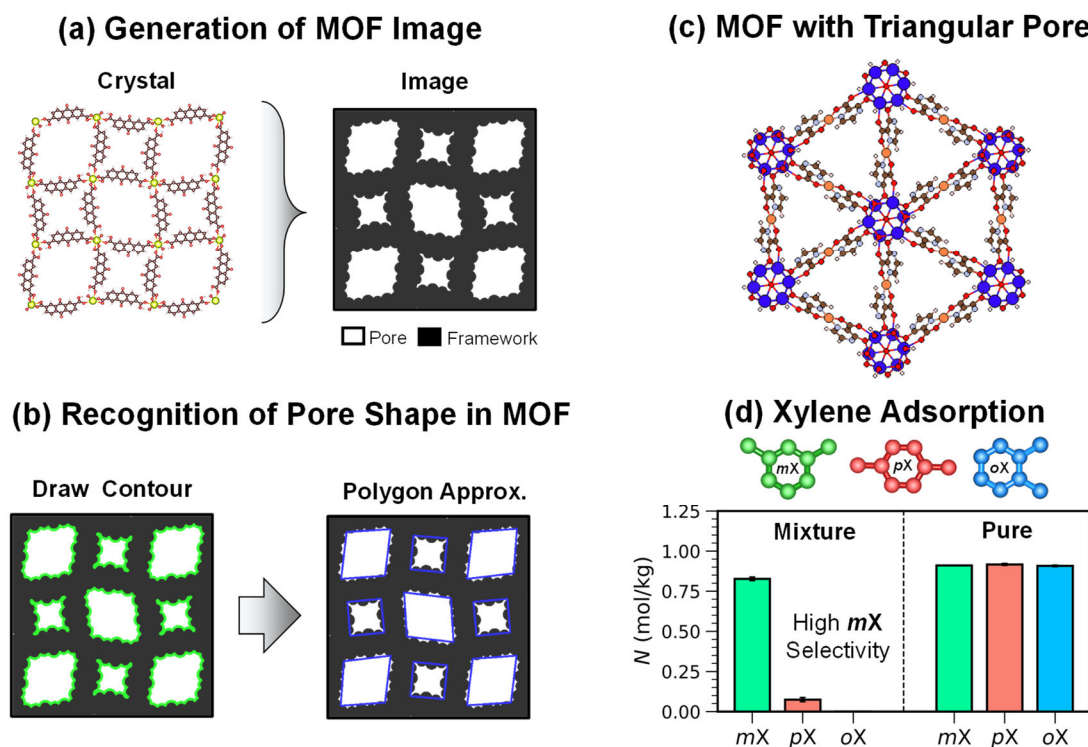 (a) Generation of MOF Image
Crystal
Image
Pore
Framework
(b) Recognition of Pore Shape in MOF
Draw Contour
Polygon Approx.
(c) MOF with Triangular Pore
(d) Xylene Adsorption
mX
pX
oX
N (mol/kg)
1.25
1.00
0.75
0.50
0.25
0.00
Mixture
Pure
High mX
Selectivity
mX pX oX mX pX oX